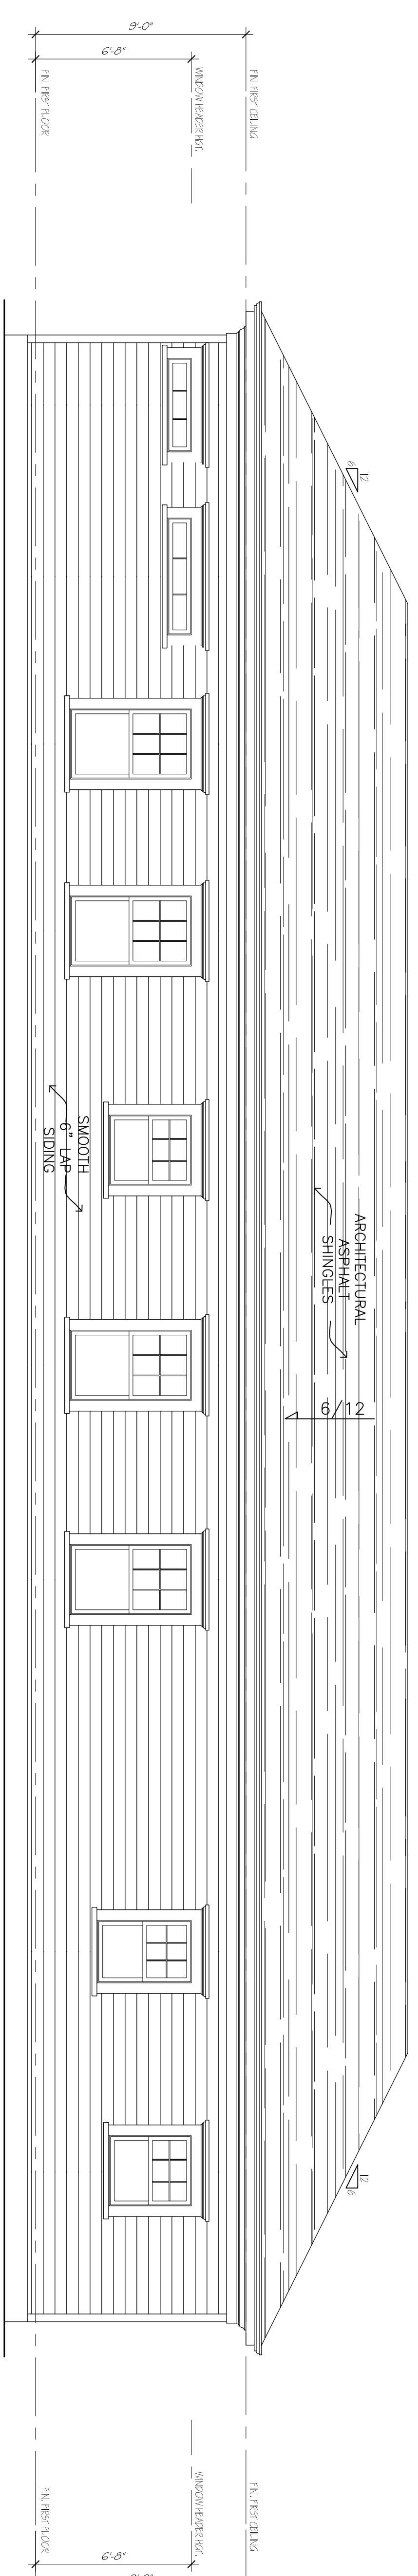 9'-0"
6'-8"
FIN. FIRST CEILING
WINDOW HEADER HGT.
FIN. FIRST FLOOR
12
6
ARCHITECTURAL
ASPHALT
SHINGLES
SMOOTH
6" LAP
SIDING
6/12
12
6
FIN. FIRST CEILING
WINDOW HEADER HGT.
FIN. FIRST FLOOR
6'-8"